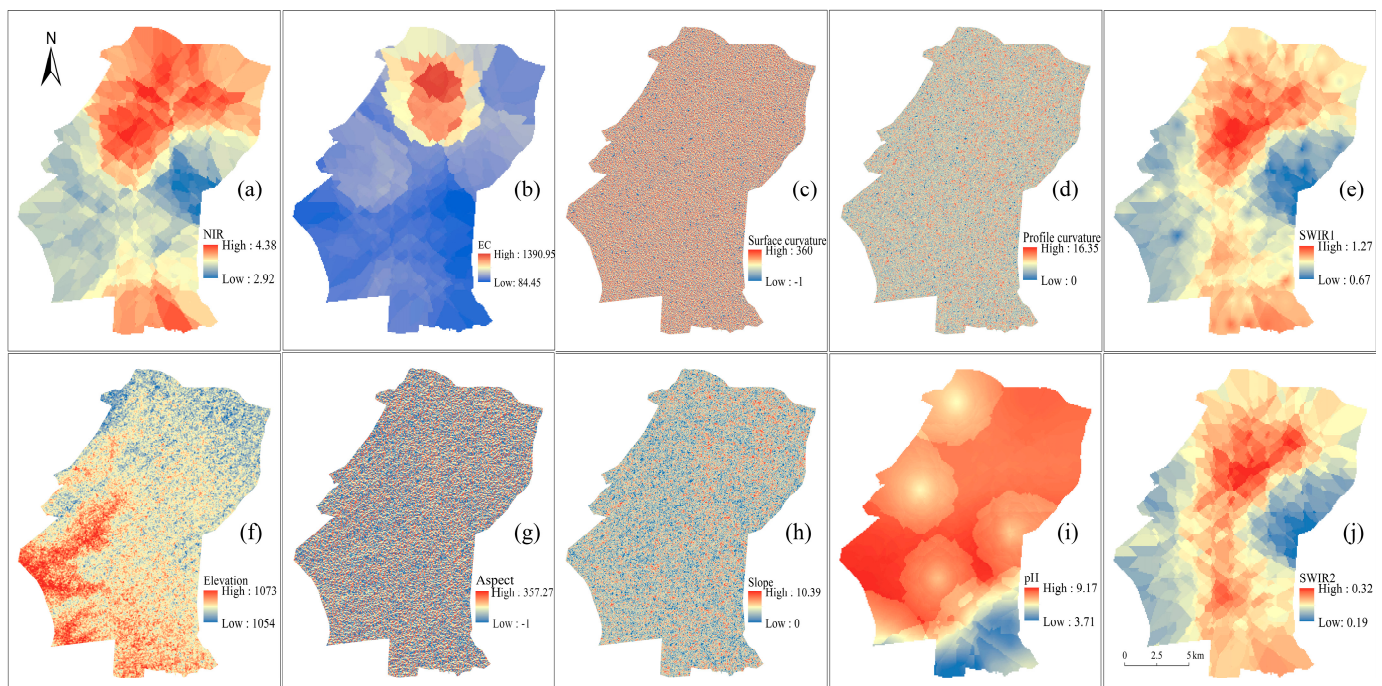 N
(a)
NIR
High : 4.38
Low : 2.92
(b)
EC
High : 1390.95
Low: 84.45
(c)
Surface curvature
High : 360
Low : -1
(d)
Profile curvature
High : 16.35
Low : 0
(e)
SWIR1
High : 1.27
Low : 0.67
(f)
Elevation
High : 1073
Low : 1054
(g)
Aspect
High : 357.27
Low : -1
(h)
Slope
High : 10.39
Low : 0
(i)
pH
High : 9.17
Low : 3.71
(j)
SWIR2
High : 0.32
Low: 0.19
0 2.5 5 km